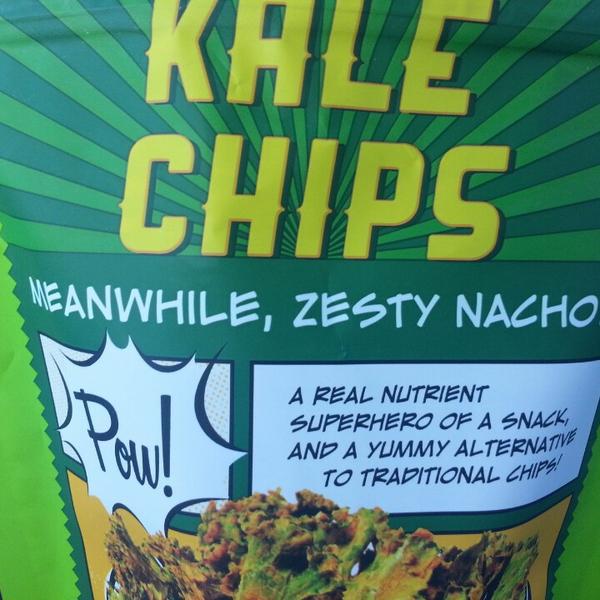 KALE
CHIPS
MEANWHILE, ZESTY NACHO
POW!
A REAL NUTRIENT
SUPERHERO OF A SNACK,
AND A YUMMY ALTERNATIVE
TO TRADITIONAL CHIPS!